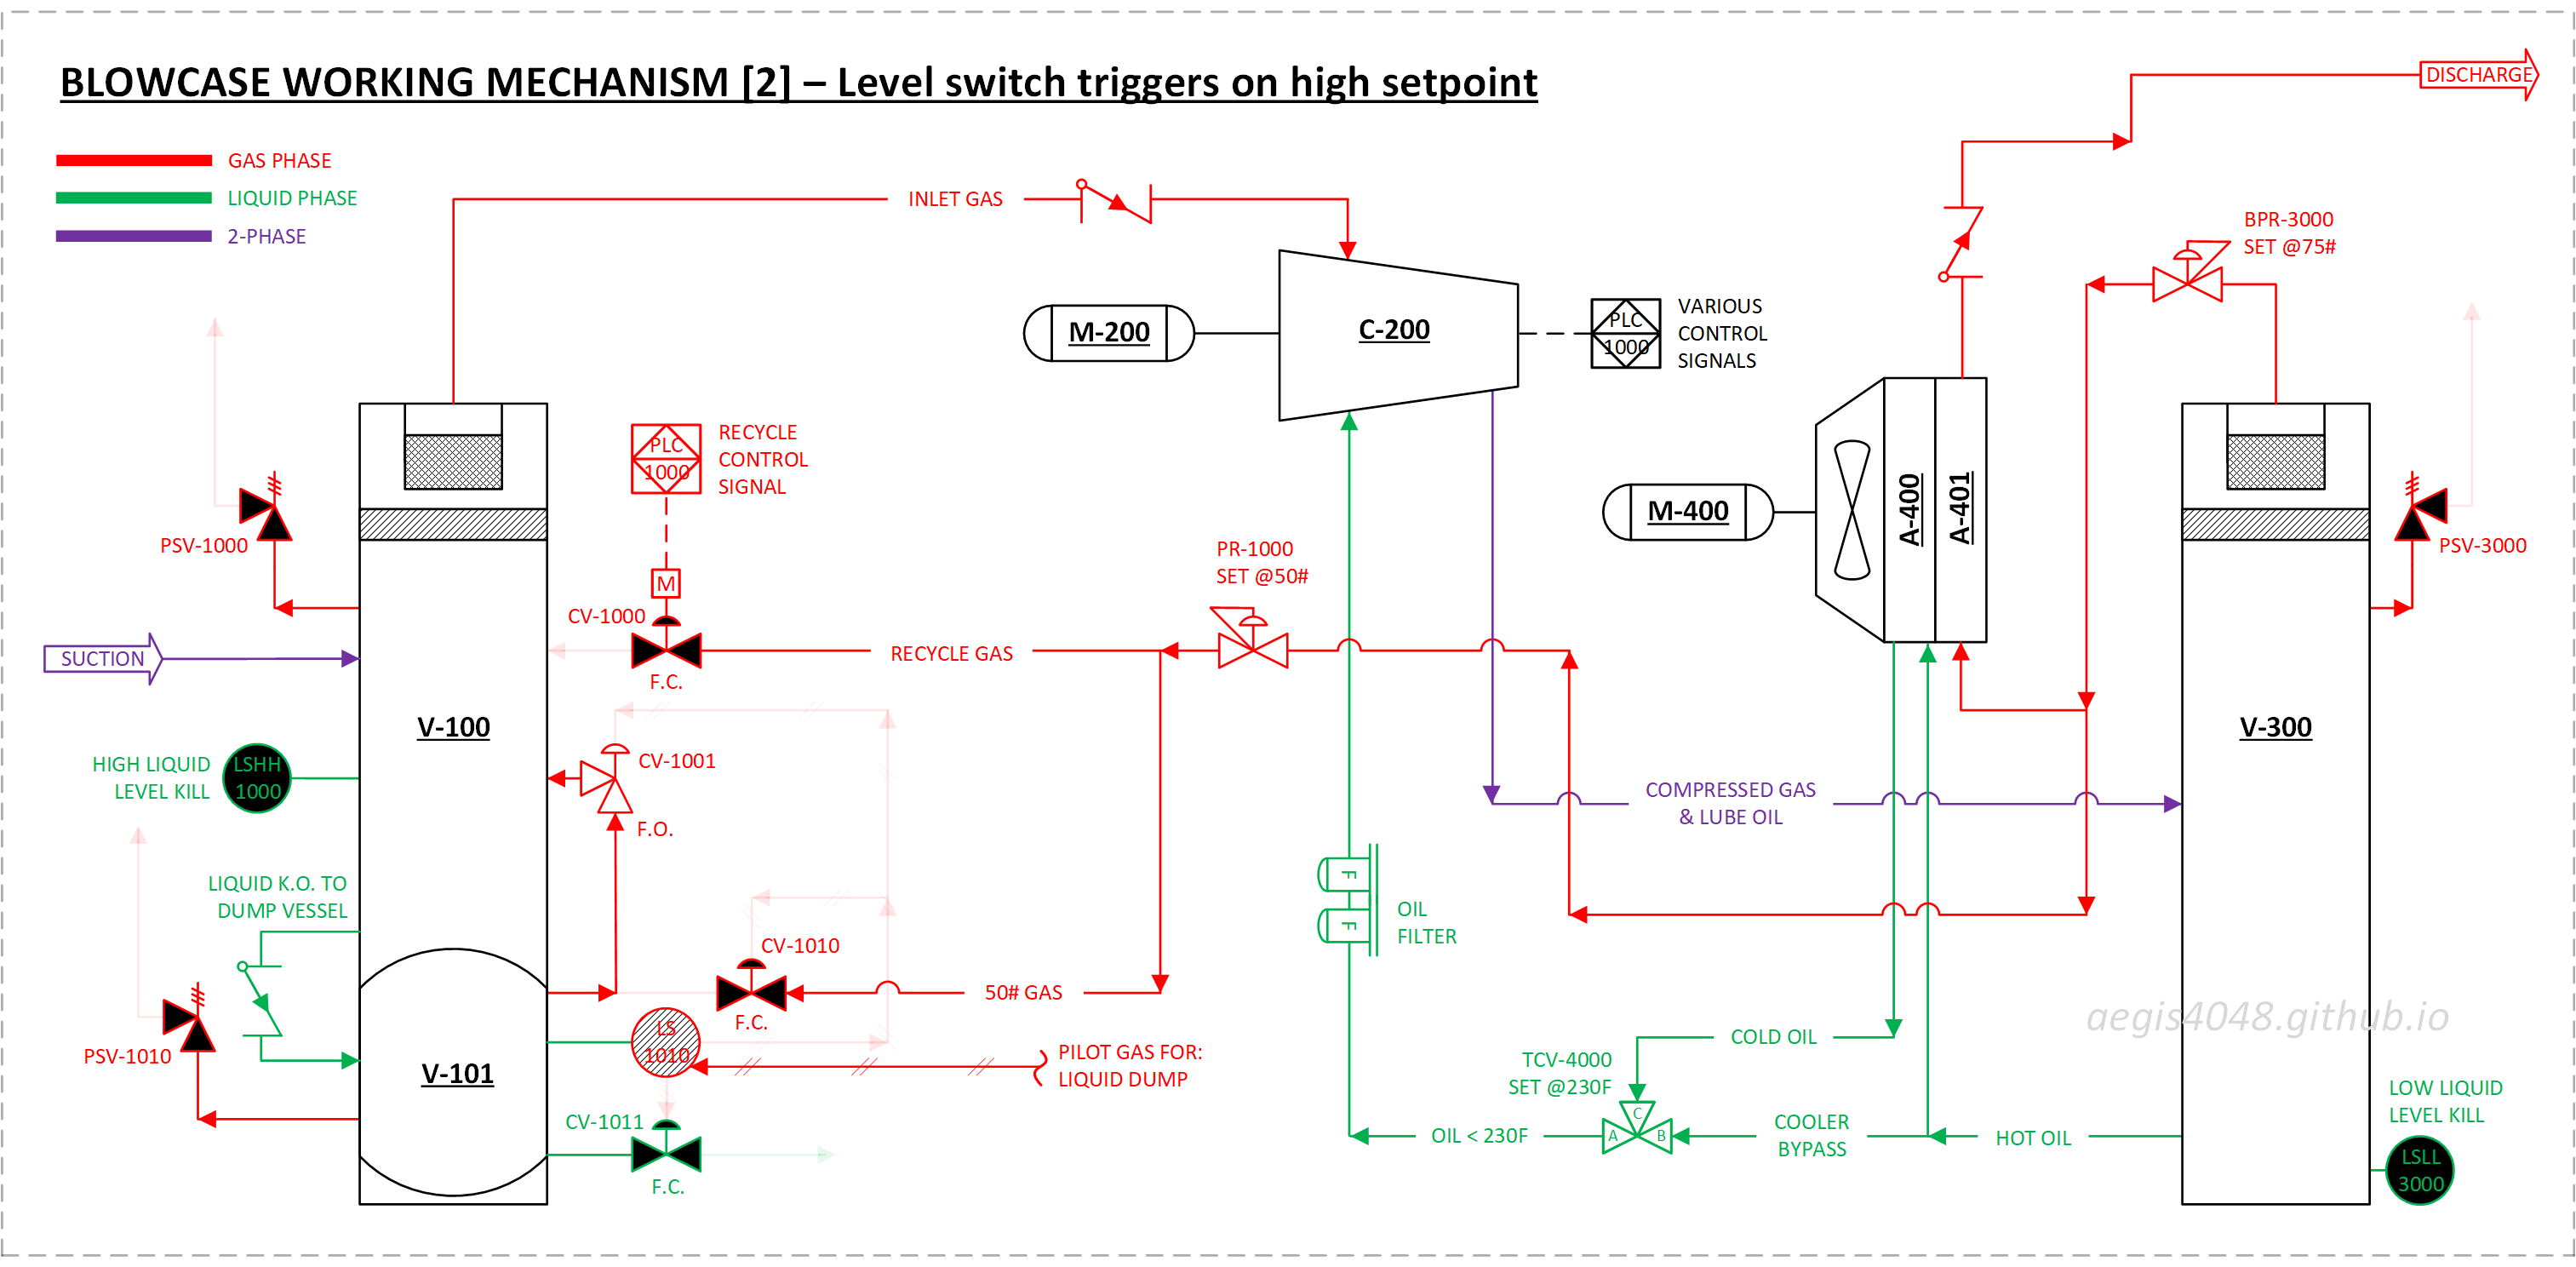 BLOWCASE WORKING MECHANISM [2] – Level switch triggers on high setpoint
DISCHARGE
GAS PHASE
LIQUID PHASE
2-PHASE
INLET GAS
BPR-3000
SET @75#
M-200
C-200
PLC
1000
VARIOUS
CONTROL
SIGNALS
PLC
1000
RECYCLE
CONTROL
SIGNAL
M-400
A-400
A-401
PSV-1000
PSV-3000
PR-1000
SET @50#
M
CV-1000
F.C.
RECYCLE GAS
SUCTION
V-100
V-300
HIGH LIQUID
LEVEL KILL
LSHH
1000
CV-1001
F.O.
COMPRESSED GAS
& LUBE OIL
LIQUID K.O. TO
DUMP VESSEL
F
F
OIL
FILTER
CV-1010
F.C.
50# GAS
aegis4048.github.io
PSV-1010
V-101
LS
1010
PILOT GAS FOR:
LIQUID DUMP
COLD OIL
TCV-4000
SET @230F
C
A
B
OIL < 230F
COOLER
BYPASS
HOT OIL
LOW LIQUID
LEVEL KILL
LSLL
3000
CV-1011
F.C.